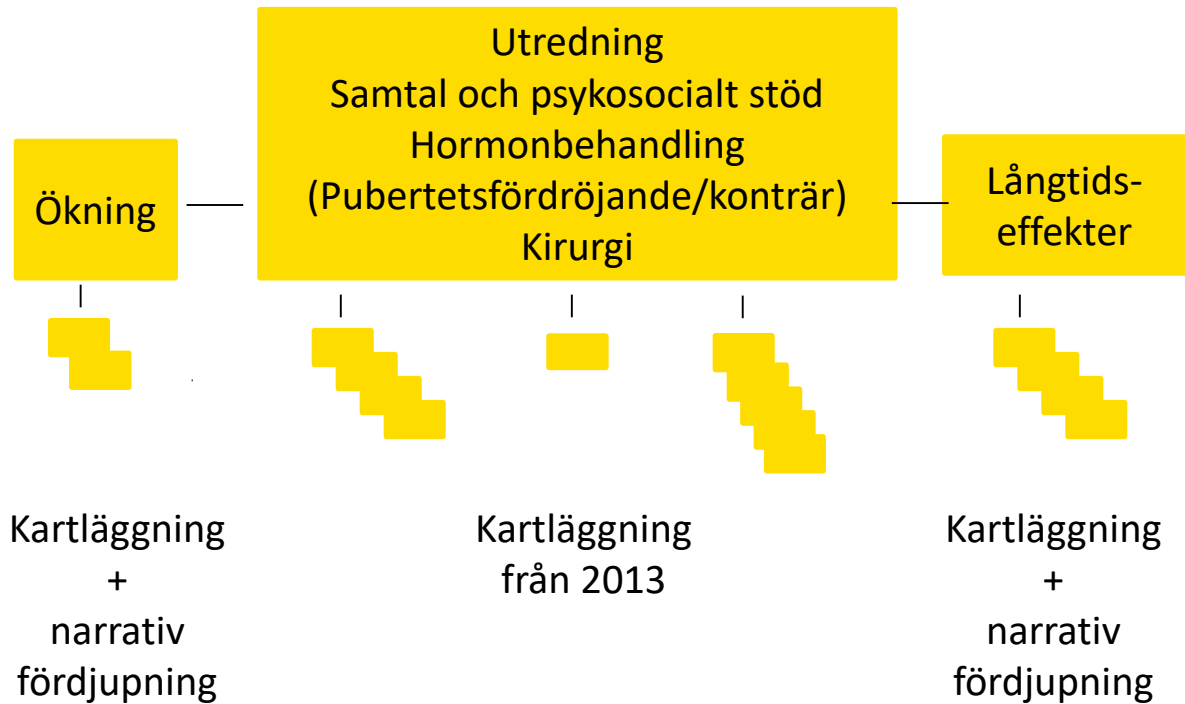 Utredning
Samtal och psykosocialt stöd
Hormonbehandling
(Pubertetsfördröjande/konträr)
Kirurgi
Ökning
Långtids-
effekter
Kartläggning
+
narrativ
fördjupning
Kartläggning
från 2013
Kartläggning
+
narrativ
fördjupning